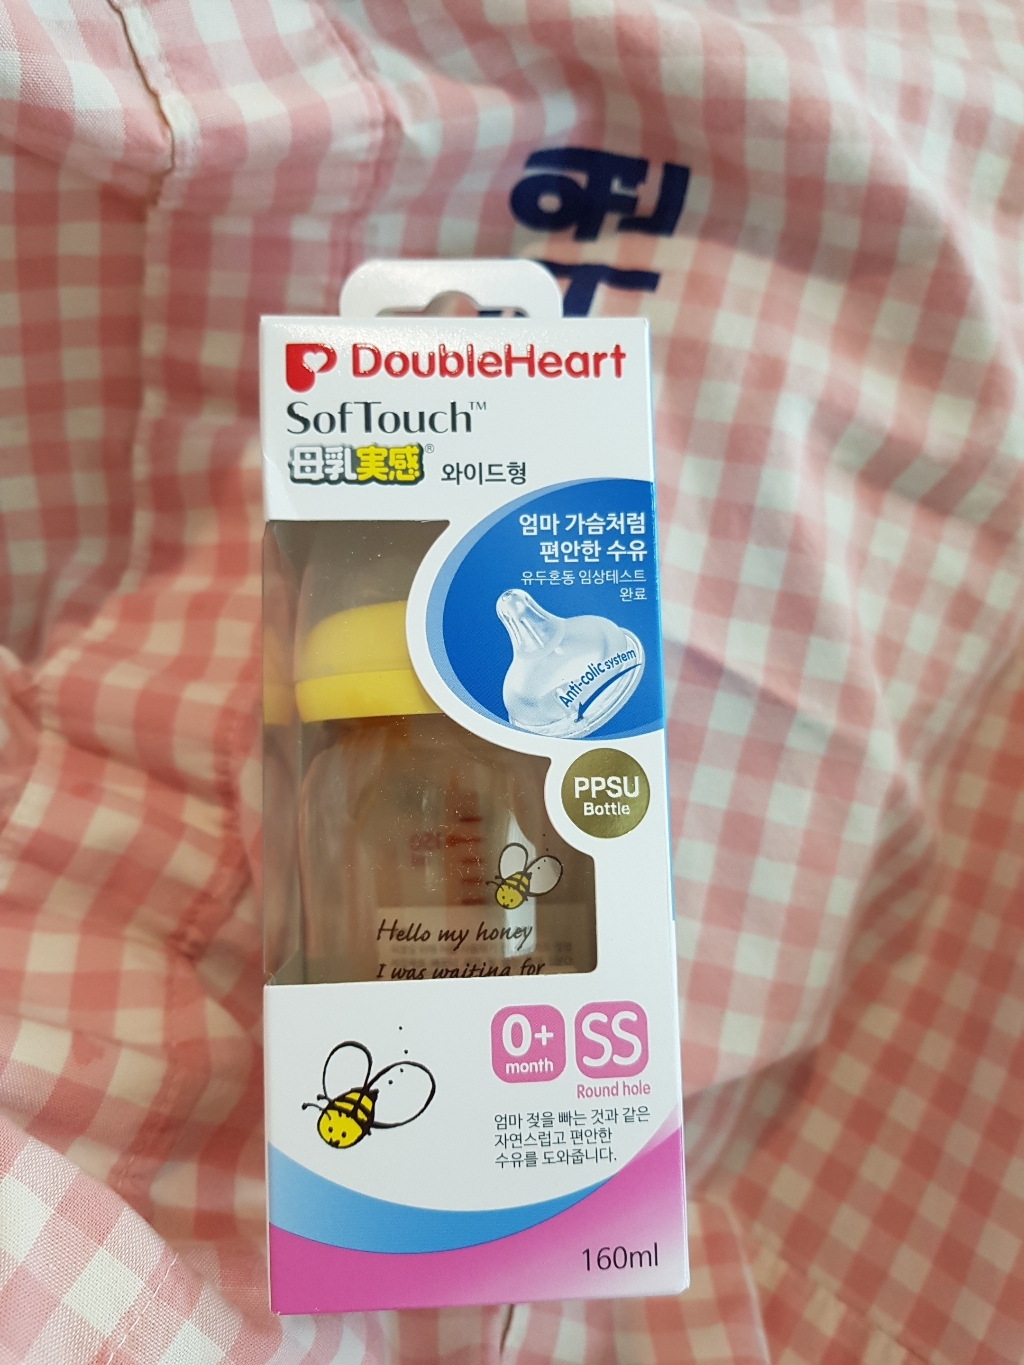 DoubleHeart
SofTouch™
母乳実感® 와이드형
엄마 가슴처럼
편안한 수유
유두혼동 임상테스트
완료
Anti-colic system
PPSU
Bottle
Hello my honey
I was waiting for
0+
month
SS
Round hole
엄마 젖을 빠는 것과 같은
자연스럽고 편안한
수유를 도와줍니다.
160ml